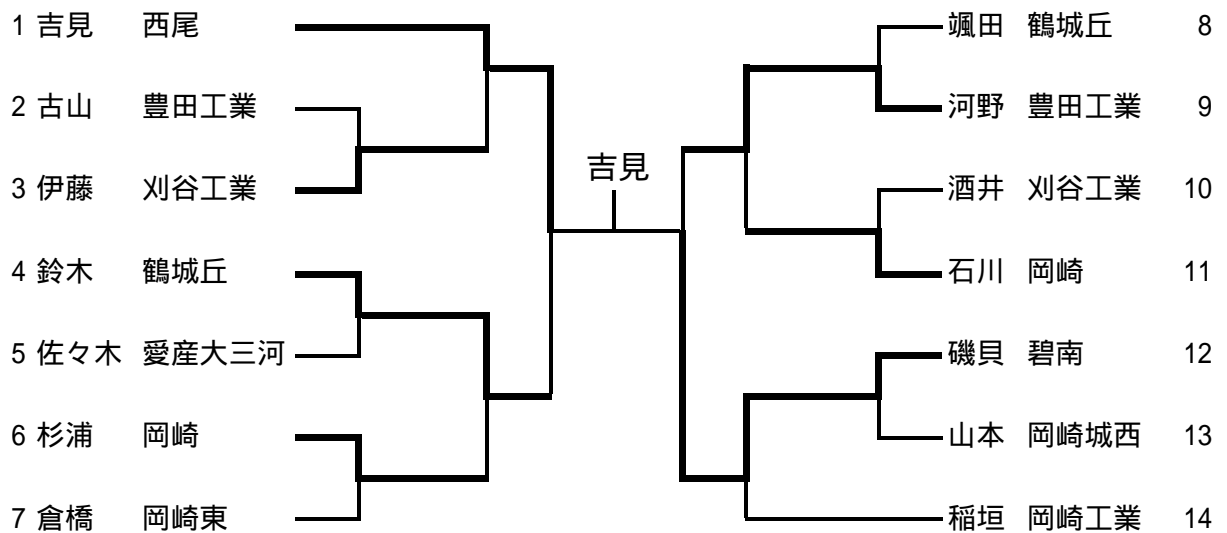 1 吉見 西尾
2 古山 豊田工業
3 伊藤 刈谷工業
4 鈴木 鶴城丘
5 佐々木 愛産大三河
6 杉浦 岡崎
7 倉橋 岡崎東
吉見
颯田 鶴城丘 8
河野 豊田工業 9
酒井 刈谷工業 10
石川 岡崎 11
磯貝 碧南 12
山本 岡崎城西 13
稲垣 岡崎工業 14